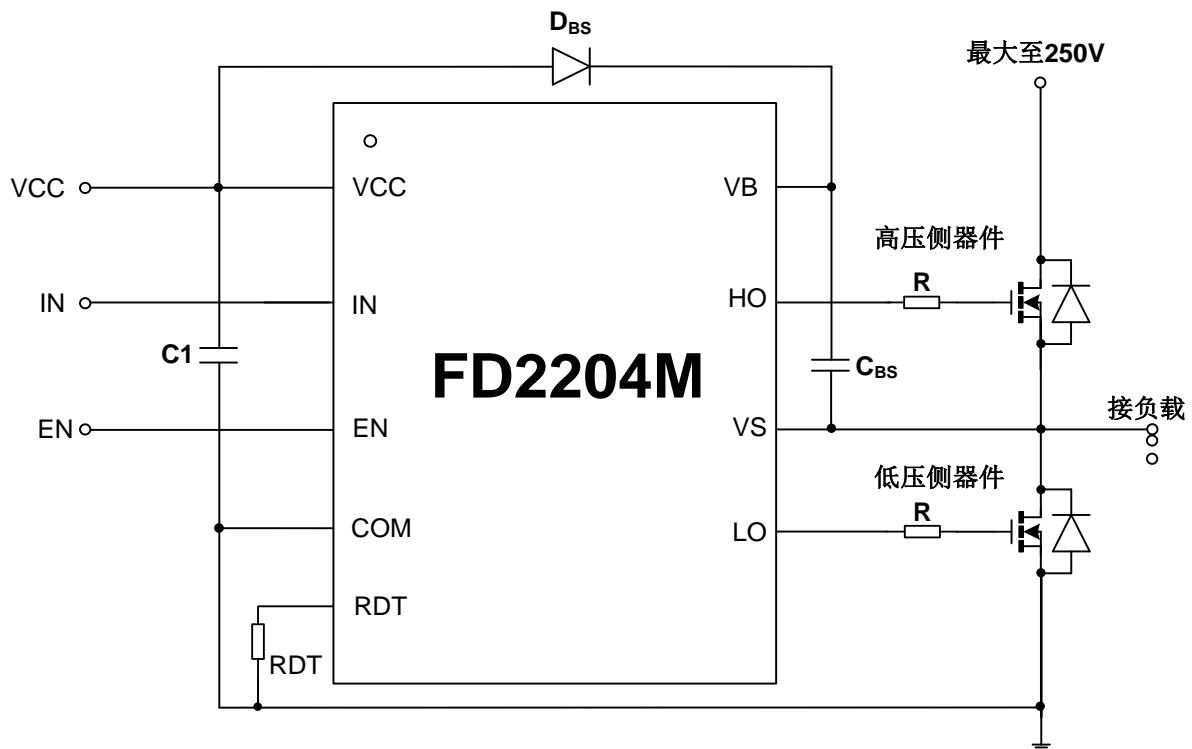 DBS
最大至250V
VCC
VCC
VB
高压侧器件
IN
IN
HO
R
C1
FD2204M
CBS
EN
EN
VS
接负载
低压侧器件
COM
LO
R
RDT
RDT